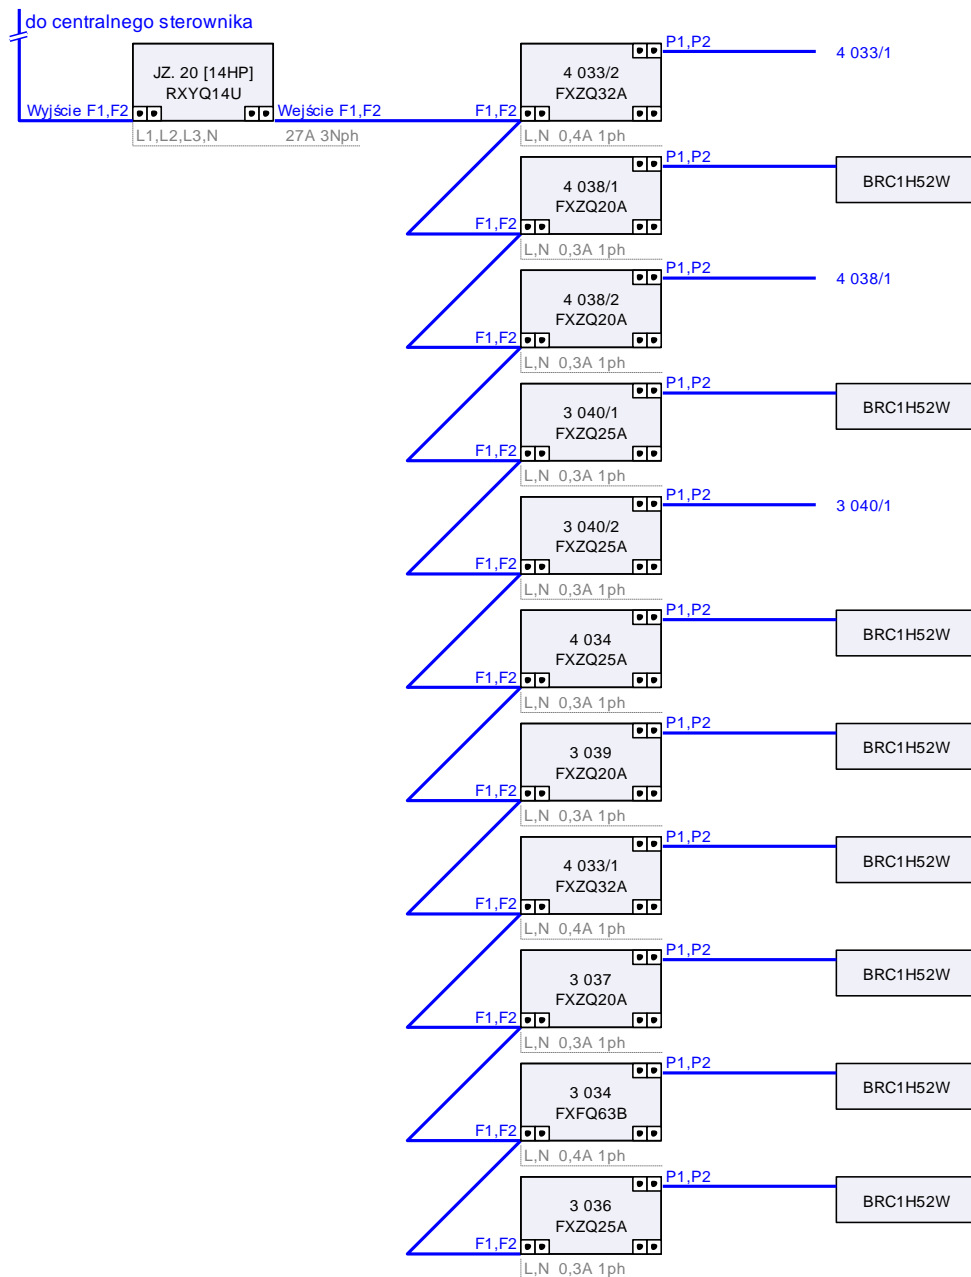 do centralnego sterownika
JZ. 20 [14HP]
RXYQ14U
Wyjście F1,F2
Wejście F1,F2
L1,L2,L3,N 27A 3Nph
P1,P2
4 033/1
4 033/2
FXZQ32A
F1,F2
L,N 0,4A 1ph
P1,P2
BRC1H52W
4 038/1
FXZQ20A
F1,F2
L,N 0,3A 1ph
P1,P2
4 038/1
4 038/2
FXZQ20A
F1,F2
L,N 0,3A 1ph
P1,P2
BRC1H52W
3 040/1
FXZQ25A
F1,F2
L,N 0,3A 1ph
P1,P2
3 040/1
3 040/2
FXZQ25A
F1,F2
L,N 0,3A 1ph
P1,P2
BRC1H52W
4 034
FXZQ25A
F1,F2
L,N 0,3A 1ph
P1,P2
BRC1H52W
3 039
FXZQ20A
F1,F2
L,N 0,3A 1ph
P1,P2
BRC1H52W
4 033/1
FXZQ32A
F1,F2
L,N 0,4A 1ph
P1,P2
BRC1H52W
3 037
FXZQ20A
F1,F2
L,N 0,3A 1ph
P1,P2
BRC1H52W
3 034
FXFQ63B
F1,F2
L,N 0,4A 1ph
P1,P2
BRC1H52W
3 036
FXZQ25A
F1,F2
L,N 0,3A 1ph